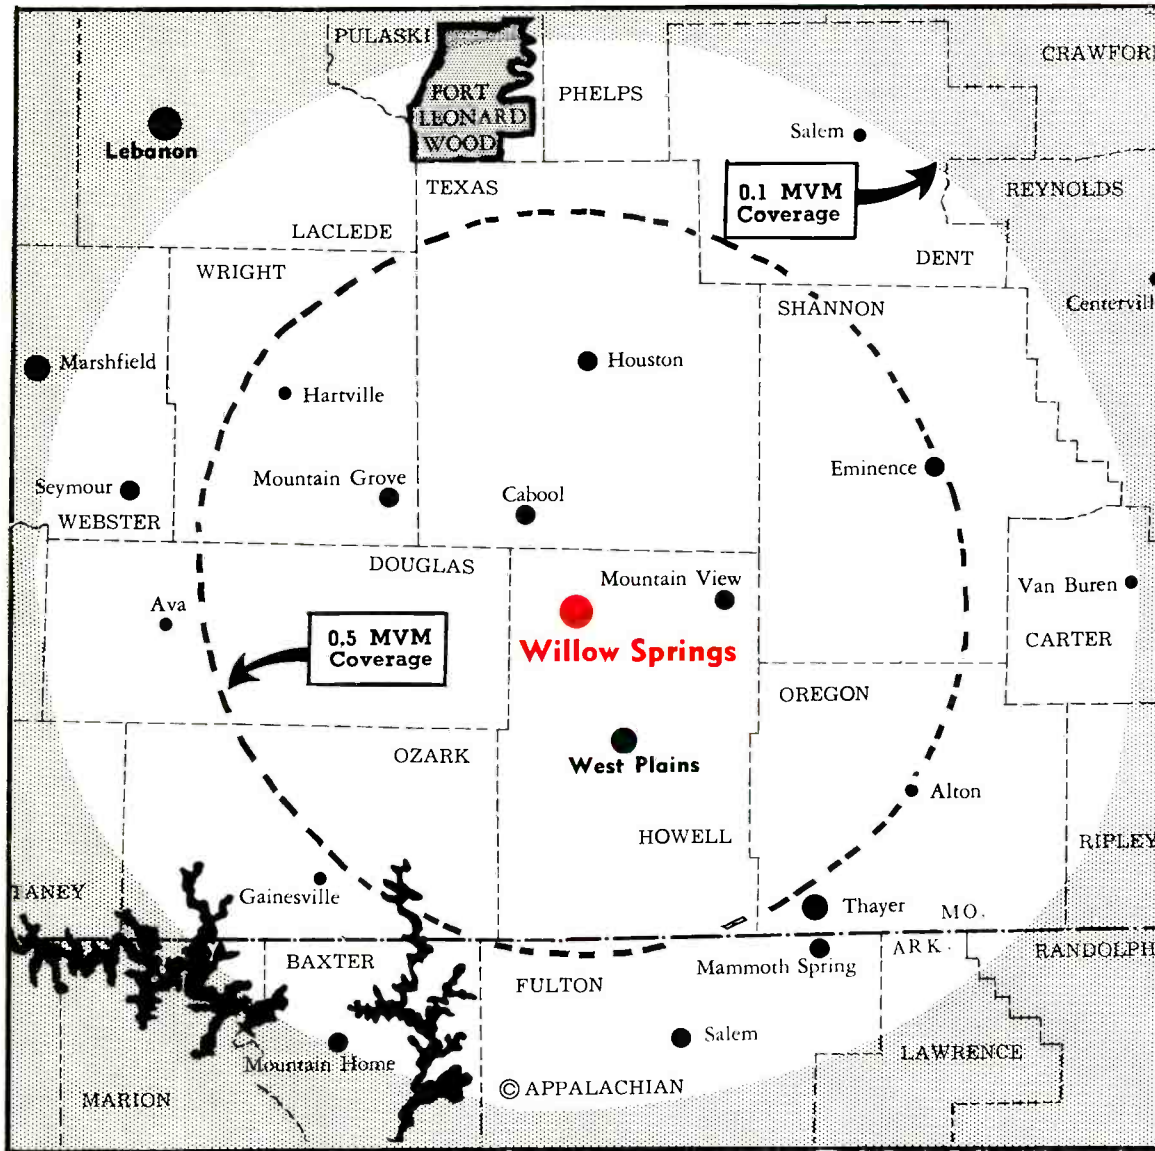 PULASKI
CRAWFOR
FORT
LEONARD
WOOD
PHELPS
Salem
Lebanon
0.1 MVM
Coverage
REYNOLDS
TEXAS
LACLEDE
WRIGHT
DENT
SHANNON
Centervill
Marshfield
Houston
Hartville
Eminence
Mountain Grove
Seymour
Cabool
WEBSTER
DOUGLAS
Mountain View
Van Buren
Ava
0.5 MVM
Coverage
Willow Springs
CARTER
OREGON
OZARK
West Plains
Alton
HOWELL
RIPLEY
TANEY
Gainesville
Thayer
MO.
ARK.
RANDOLPH
BAXTER
Mammoth Spring
FULTON
Salem
LAWRENCE
Mountain Home
© APPALACHIAN
MARION